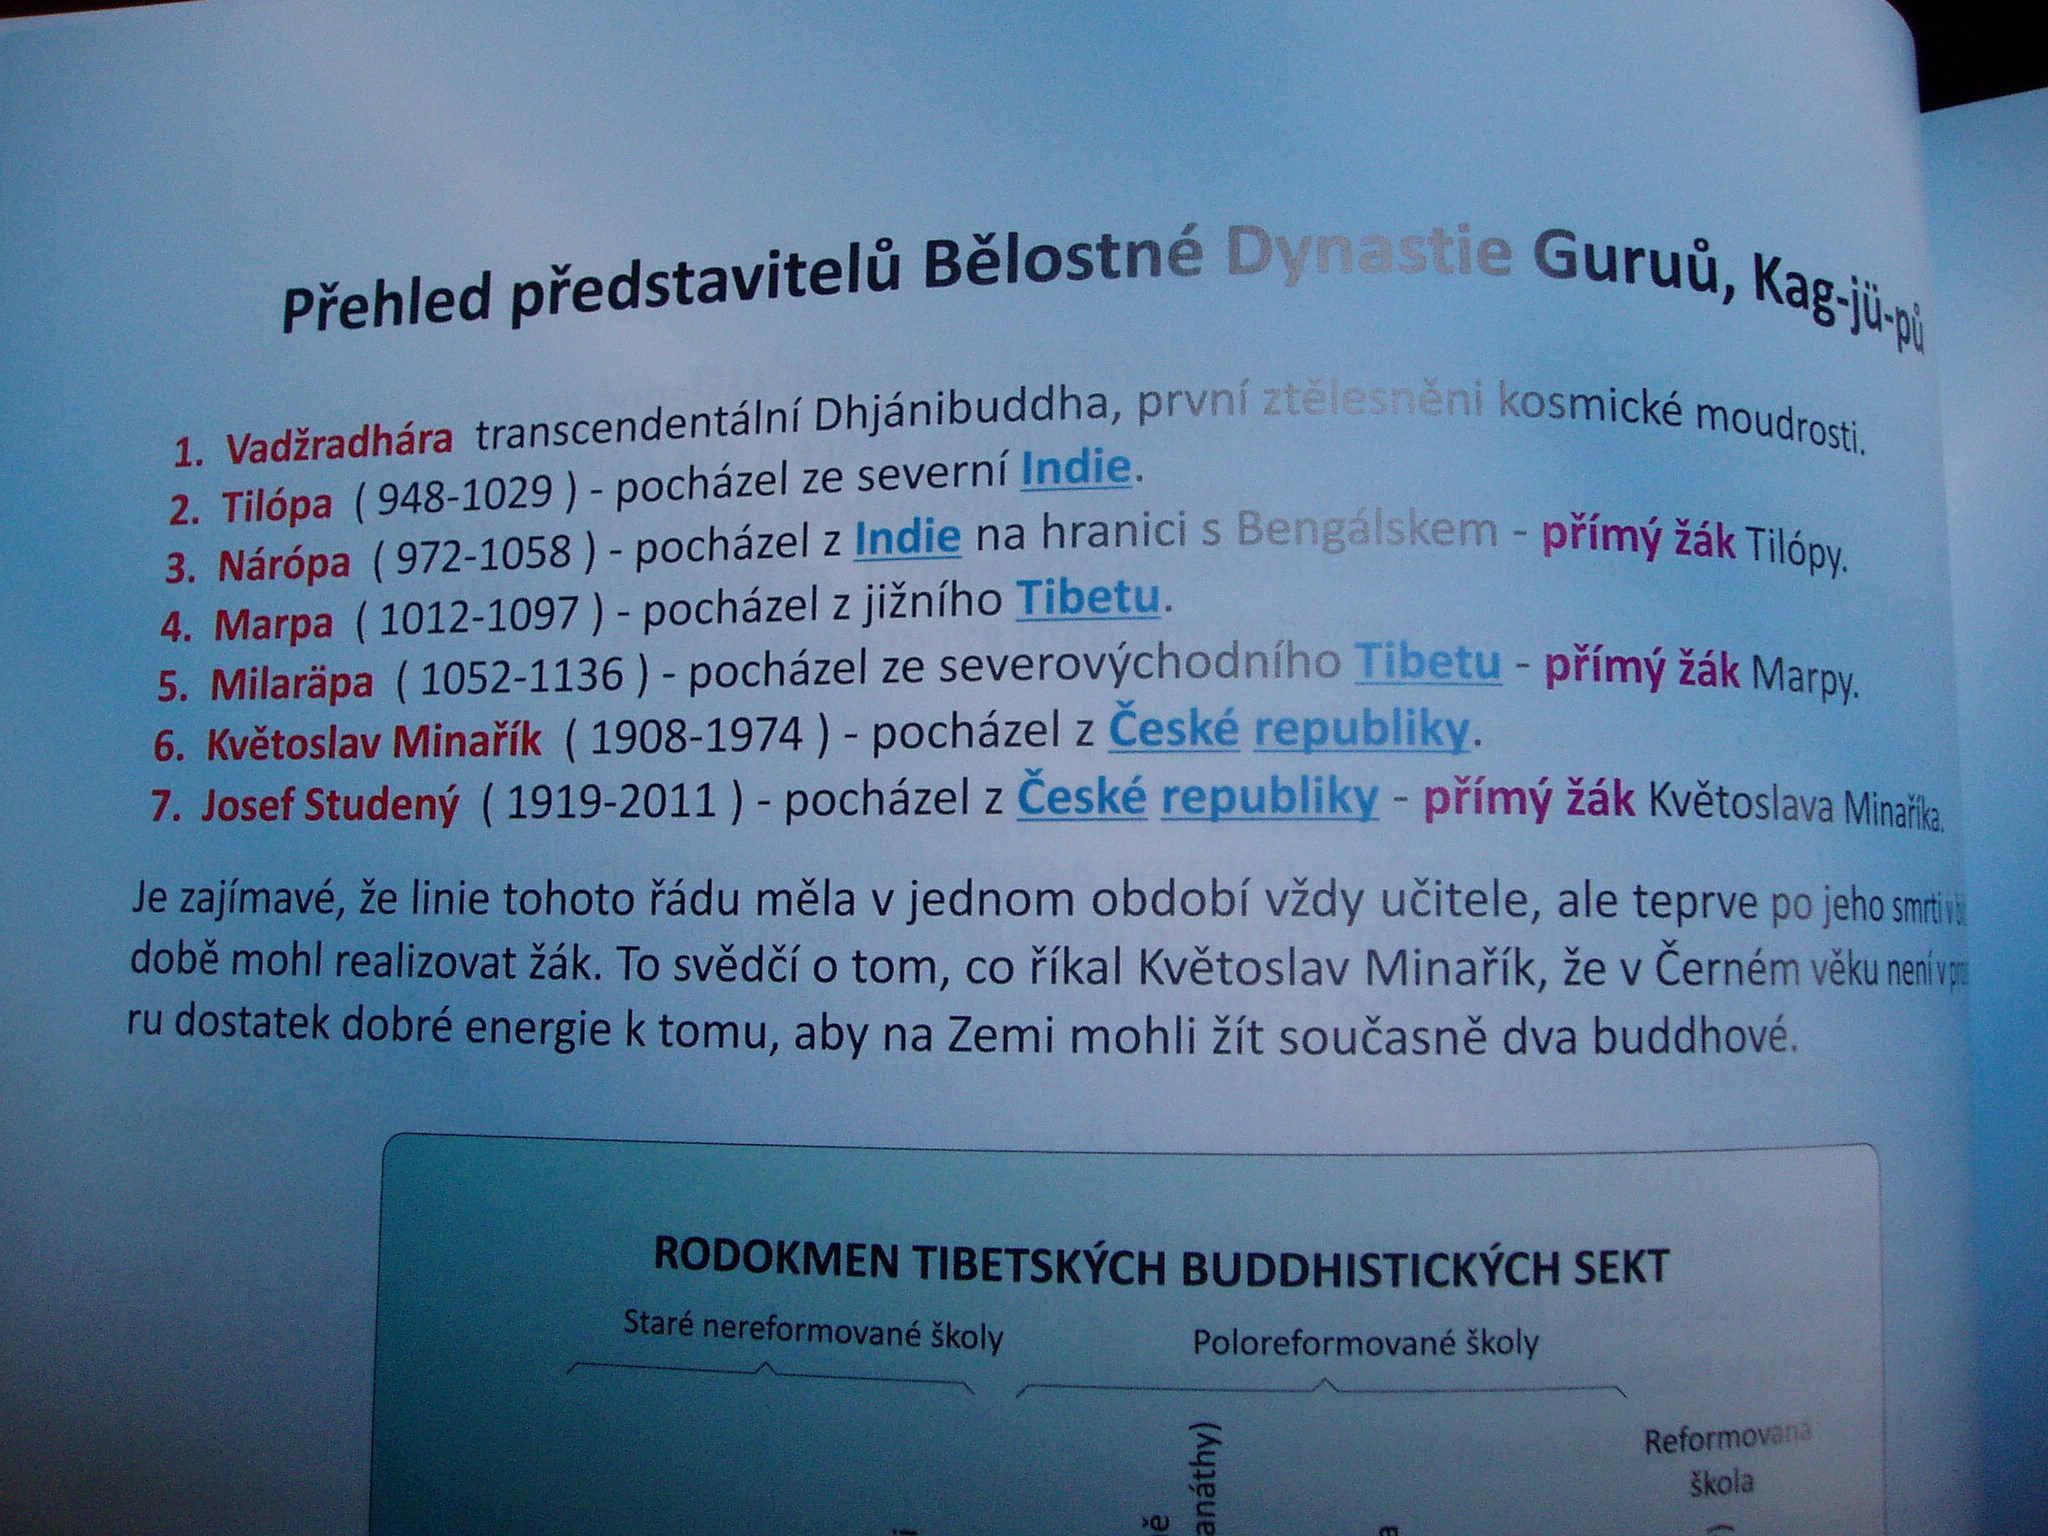 Přehled představitelů Bělostné Dynastie Guruů, Kag-jü-pů
1. Vadžradhára transcendentální Dhjánibuddha, první ztělesněni kosmické moudrosti.
2. Tilópa ( 948-1029 ) - pocházel ze severní Indie.
3. Nárópa ( 972-1058 ) - pocházel z Indie na hranici s Bengálskem - přímý žák Tilópy.
4. Marpa ( 1012-1097 ) - pocházel z jižního Tibetu.
5. Milaräpa ( 1052-1136 ) - pocházel ze severovýchodního Tibetu - přímý žák Marpy.
6. Květoslav Minařík ( 1908-1974 ) - pocházel z České republiky.
7. Josef Studený ( 1919-2011 ) - pocházel z České republiky - přímý žák Květoslava Minaříka.
Je zajímavé, že linie tohoto řádu měla v jednom období vždy učitele, ale teprve po jeho smrti v
době mohl realizovat žák. To svědčí o tom, co říkal Květoslav Minařík, že v Černém věku není v
ru dostatek dobré energie k tomu, aby na Zemi mohli žít současně dva buddhové.
RODOKMEN TIBETSKÝCH BUDDHISTICKÝCH SEKT
Staré nereformované školy
Poloreformované školy
Reformovaná
škola
anáthy)